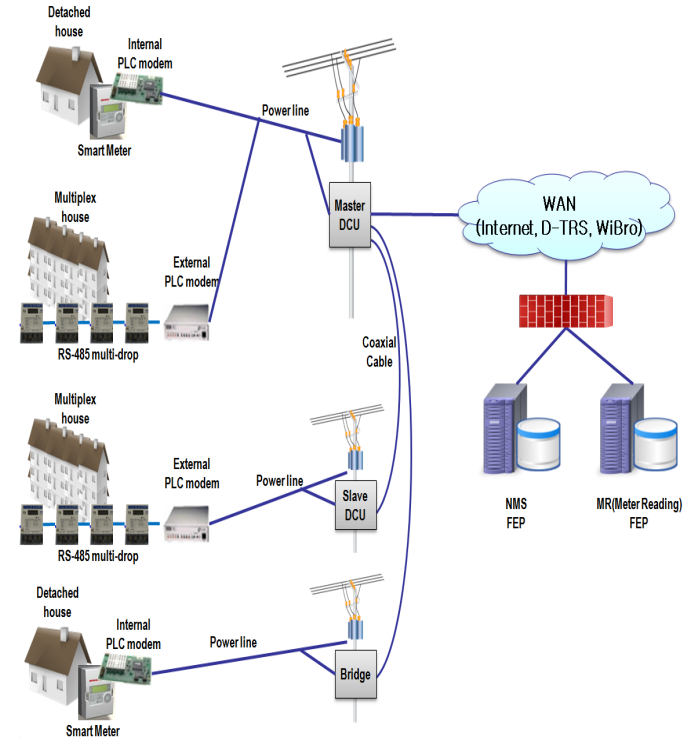 Detached
house
Internal
PLC modem
Smart Meter
Power line
Master
DCU
WAN
(Internet, D-TRS, WiBro)
Multiplex
house
External
PLC modem
RS-485 multi-drop
Coaxial
Cable
Multiplex
house
External
PLC modem
RS-485 multi-drop
Power line
Slave
DCU
NMS
FEP
MR(Meter Reading)
FEP
Detached
house
Internal
PLC modem
Smart Meter
Power line
Bridge